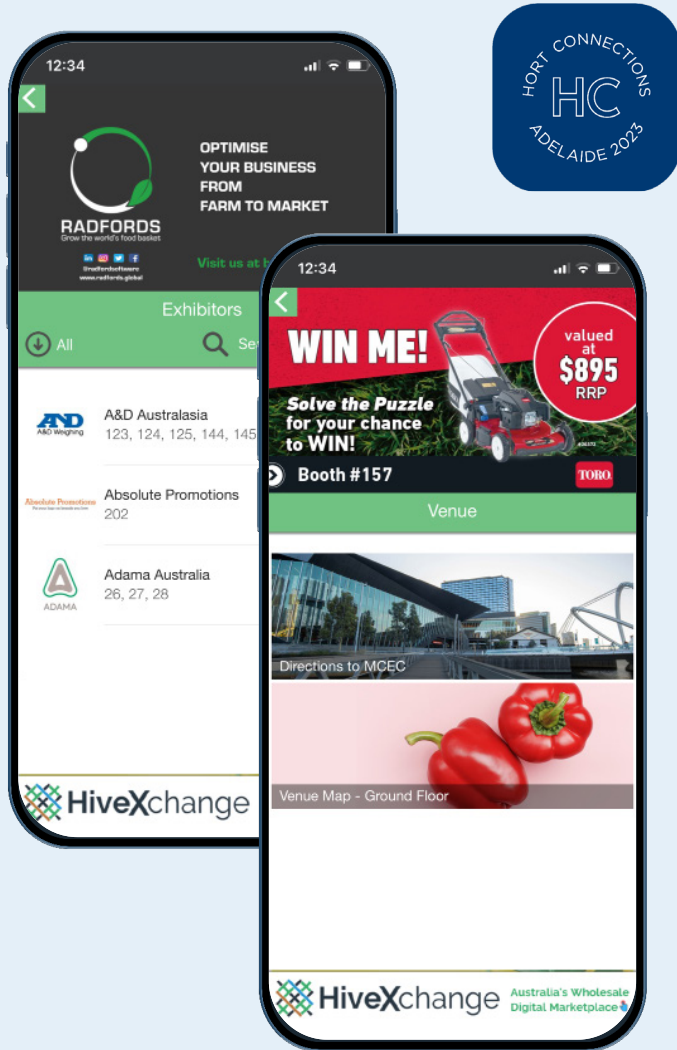 HORT CONNECTIONS
HC
ADELAIDE 2023
12:34
RADFORDS
Grow the world's food basket
@radfordsoftware
www.radfords.global
OPTIMISE
YOUR BUSINESS
FROM
FARM TO MARKET
Visit us at
Exhibitors
All
A&D Weighing
A&D Australasia
123, 124, 125, 144, 145
Absolute Promotions
Absolute Promotions
202
ADAMA
Adama Australia
26, 27, 28
HiveXchange
12:34
WIN ME!
valued
at
$895
RRP
Solve the Puzzle
for your chance
to WIN!
Booth #157
TORO
Venue
Directions to MCEC
Venue Map - Ground Floor
HiveXchange
Australia's Wholesale
Digital Marketplace